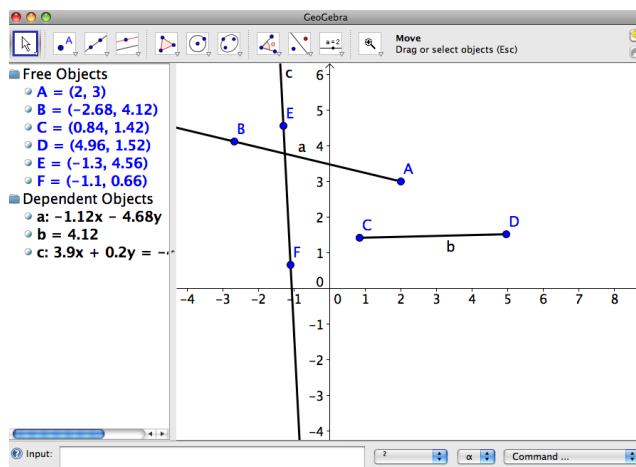 GeoGebra
Move
Drag or select objects (Esc)
A
a=2
Free Objects
A = (2, 3)
B = (-2.68, 4.12)
C = (0.84, 1.42)
D = (4.96, 1.52)
E = (-1.3, 4.56)
F = (-1.1, 0.66)
Dependent Objects
a: -1.12x - 4.68y
b = 4.12
c: 3.9x + 0.2y = -
c
6
5
E
B
4
a
A
3
2
C
D
b
1
F
0
-4 -3 -2 -1 0 1 2 3 4 5 6 7 8
-1
-2
-3
-4
Input:
2
α
Command ...